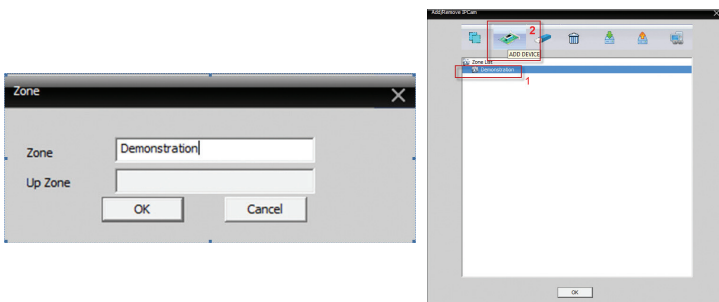 Zone
Zone
Demonstration
Up Zone
OK
Cancel
Add/Remove IPCam
2
ADD DEVICE
Zone List
Demonstration
1
OK